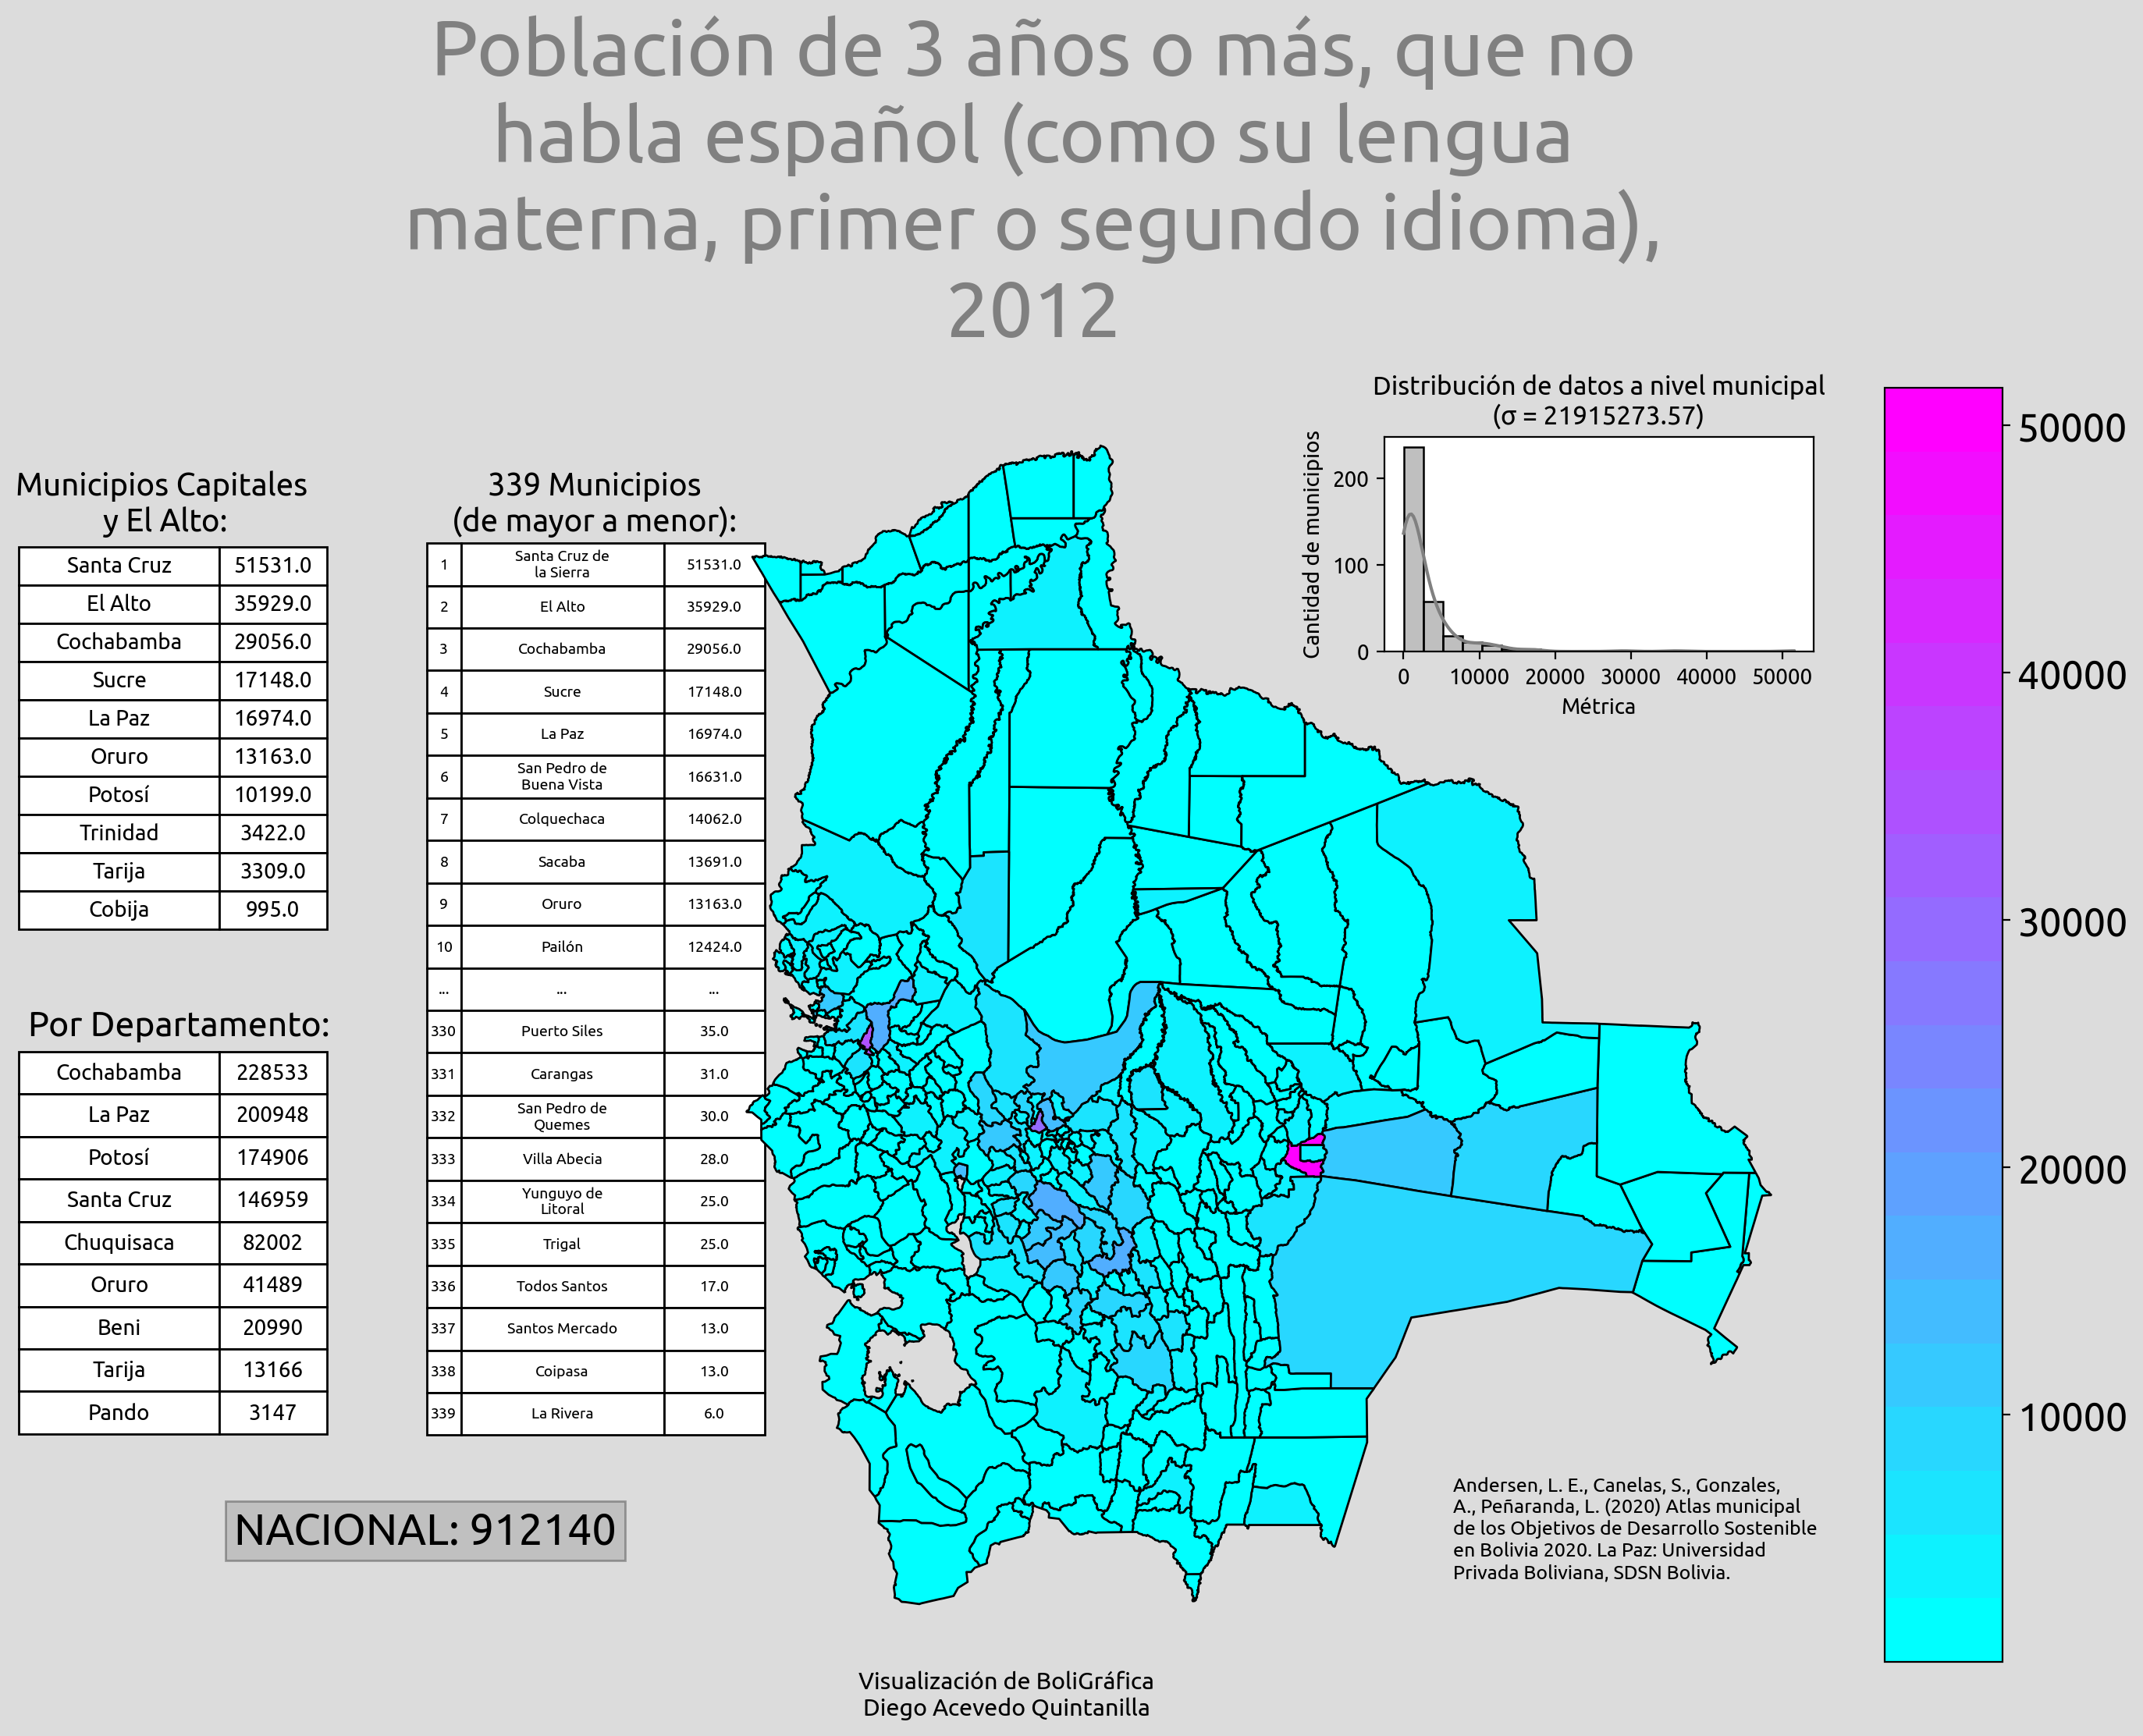 Población de 3 años o más, que no
habla español (como su lengua
materna, primer o segundo idioma),
2012
Municipios Capitales
y El Alto:
Santa Cruz 51531.0
El Alto 35929.0
Cochabamba 29056.0
Sucre 17148.0
La Paz 16974.0
Oruro 13163.0
Potosí 10199.0
Trinidad 3422.0
Tarija 3309.0
Cobija 995.0
Por Departamento:
Cochabamba 228533
La Paz 200948
Potosí 174906
Santa Cruz 146959
Chuquisaca 82002
Oruro 41489
Beni 20990
Tarija 13166
Pando 3147
NACIONAL: 912140
339 Municipios
(de mayor a menor):
1 Santa Cruz de
la Sierra 51531.0
2 El Alto 35929.0
3 Cochabamba 29056.0
4 Sucre 17148.0
5 La Paz 16974.0
6 San Pedro de
Buena Vista 16631.0
7 Colquechaca 14062.0
8 Sacaba 13691.0
9 Oruro 13163.0
10 Pailón 12424.0
... ... ...
330 Puerto Siles 35.0
331 Carangas 31.0
332 San Pedro de
Quemes 30.0
333 Villa Abecia 28.0
334 Yunguyo de
Litoral 25.0
335 Trigal 25.0
336 Todos Santos 17.0
337 Santos Mercado 13.0
338 Coipasa 13.0
339 La Rivera 6.0
Distribución de datos a nivel municipal
(σ = 21915273.57)
Cantidad de municipios
200
100
0
0 10000 20000 30000 40000 50000
Métrica
50000
40000
30000
20000
10000
Andersen, L. E., Canelas, S., Gonzales,
A., Peñaranda, L. (2020) Atlas municipal
de los Objetivos de Desarrollo Sostenible
en Bolivia 2020. La Paz: Universidad
Privada Boliviana, SDSN Bolivia.
Visualización de BoliGráfica
Diego Acevedo Quintanilla